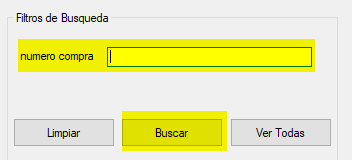 Filtros de Busqueda
numero compra
Limpiar Buscar Ver Todas